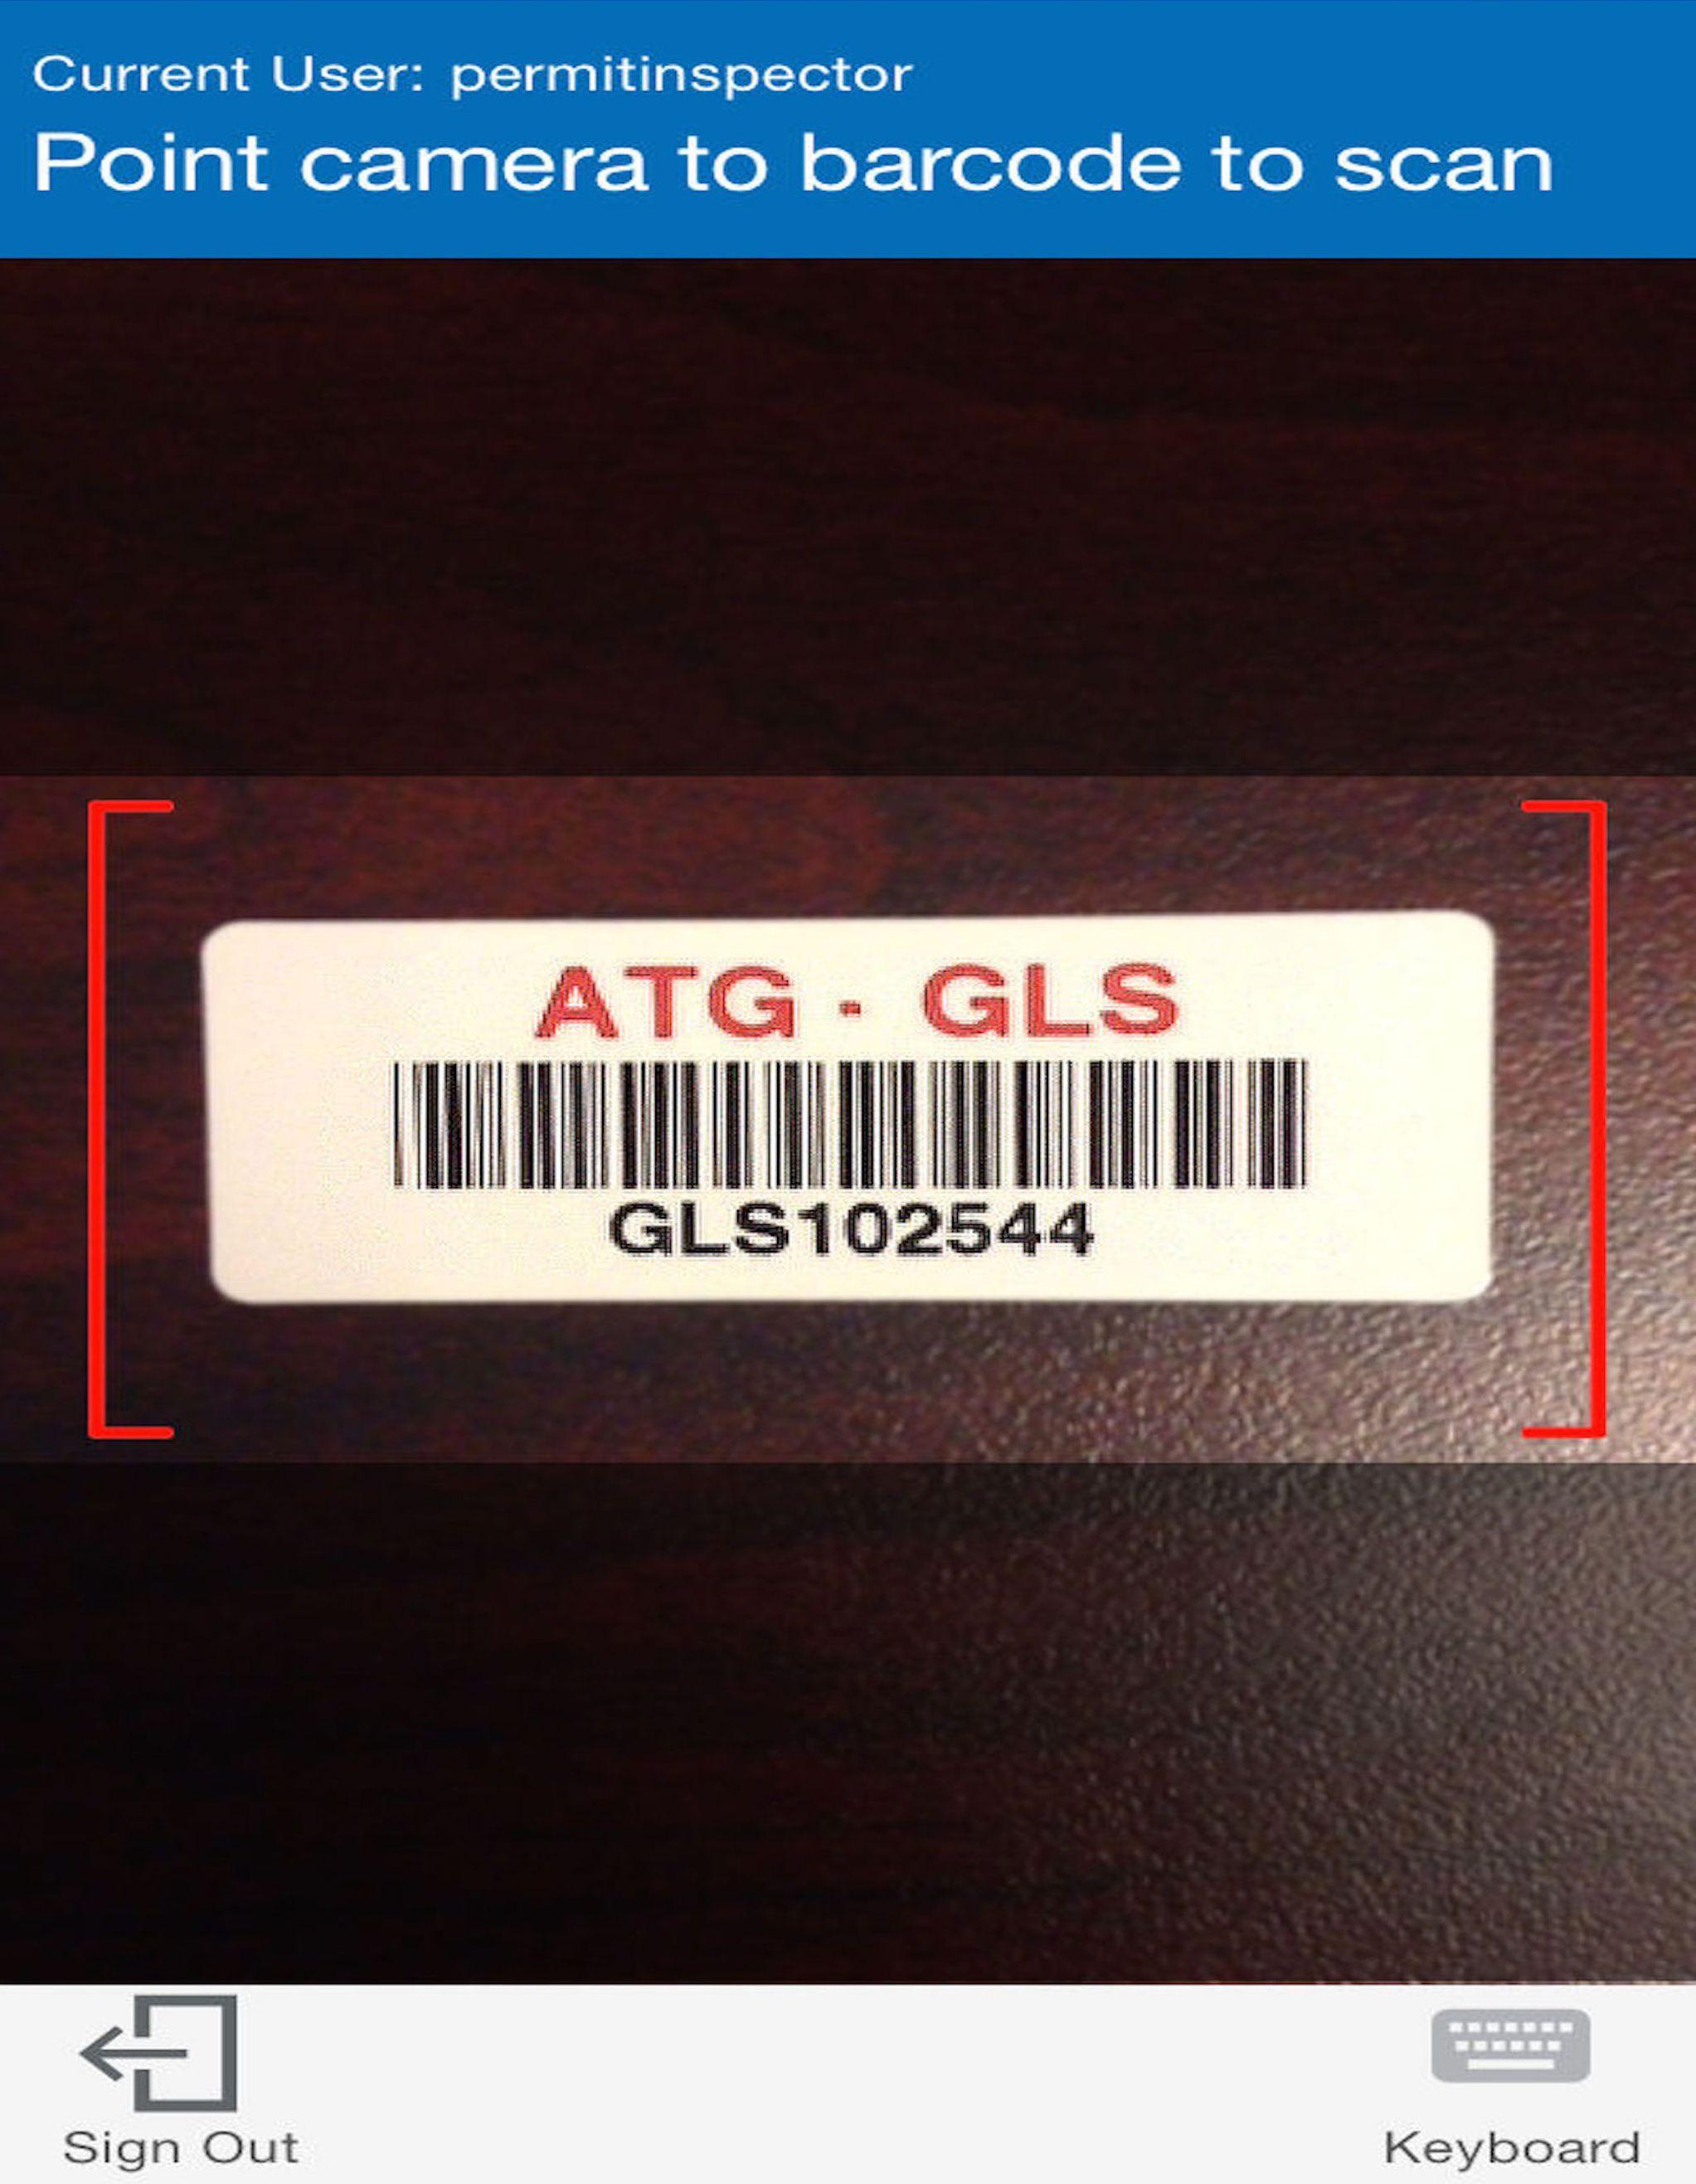 Current User: permitinspector
Point camera to barcode to scan
ATG - GLS
GLS102544
Sign Out
Keyboard